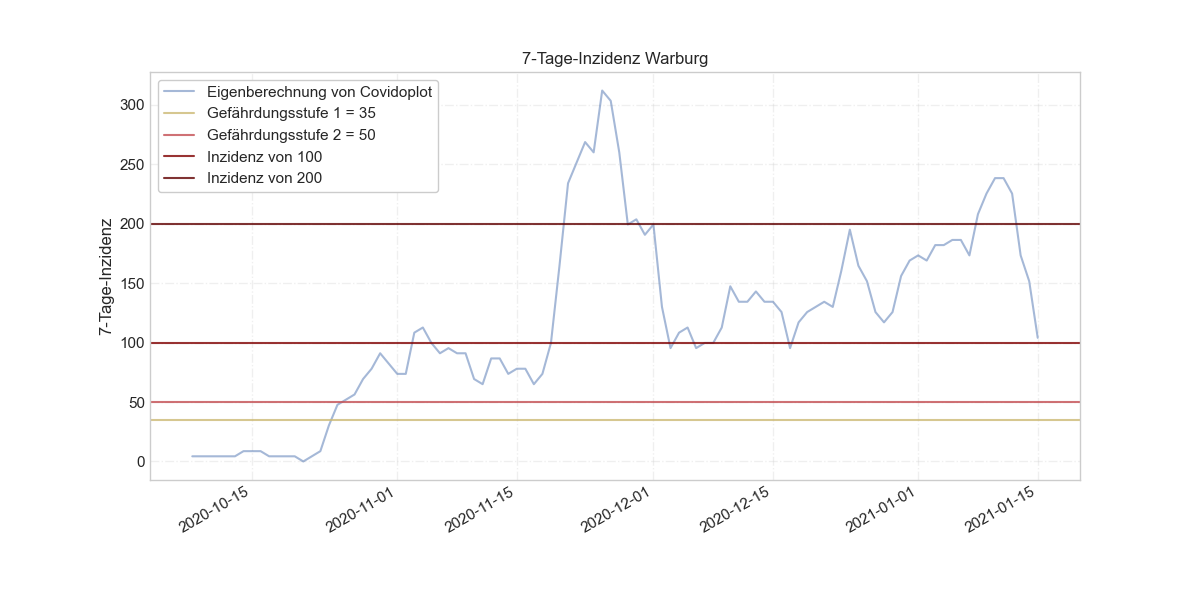 7-Tage-Inzidenz Warburg
Eigenberechnung von Covidoplot
Gefährdungsstufe 1 = 35
Gefährdungsstufe 2 = 50
Inzidenz von 100
Inzidenz von 200
7-Tage-Inzidenz
300
250
200
150
100
50
0
2020-10-15
2020-11-01
2020-11-15
2020-12-01
2020-12-15
2021-01-01
2021-01-15